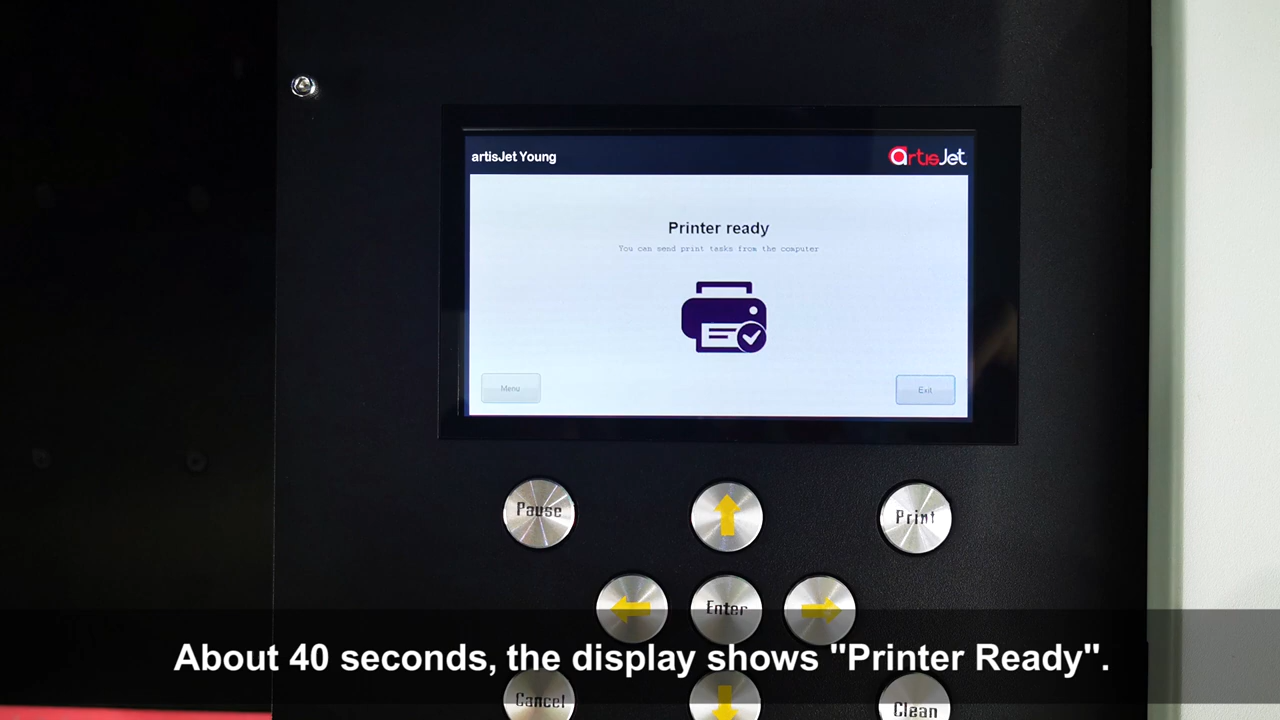 artisJet Young
artisJet
Printer ready
You can send print tasks from the computer
Menu
Exit
Pause
Print
Enter
About 40 seconds, the display shows "Printer Ready".
Cancel
Clean